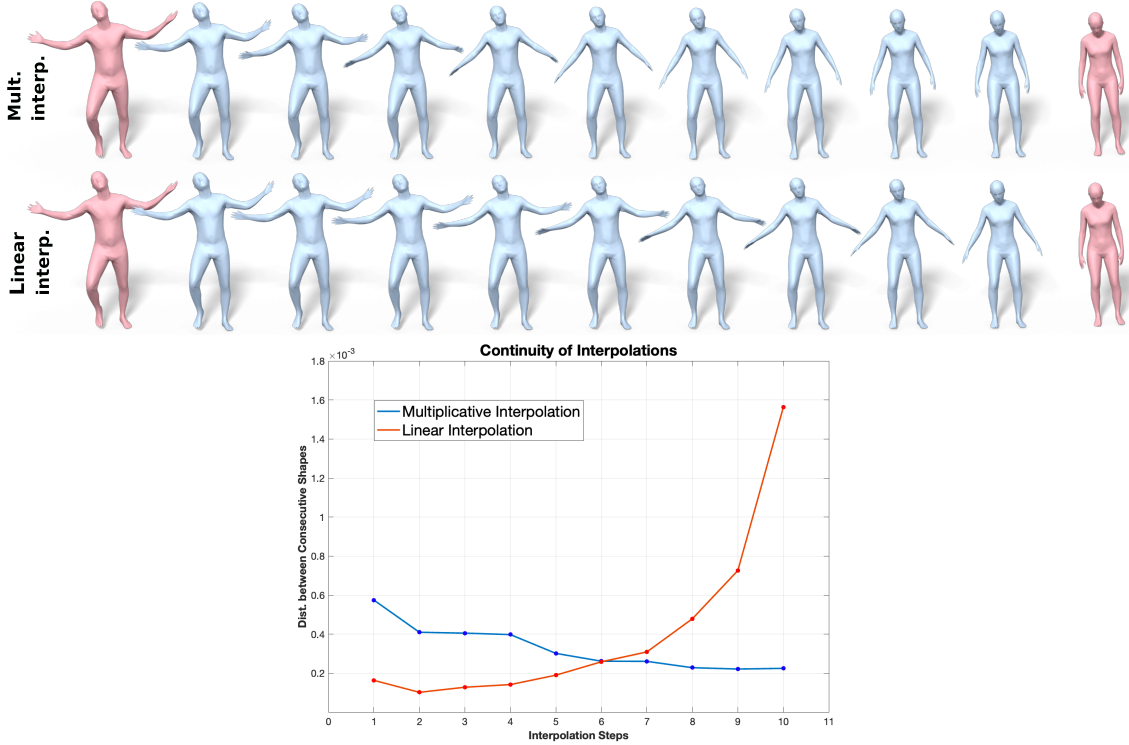 Mult.
interp.
Linear
interp.
Continuity of Interpolations
×10-3
Multiplicative Interpolation
Linear Interpolation
Dist. between Consecutive Shapes
1.8
1.6
1.4
1.2
1
0.8
0.6
0.4
0.2
0 1 2 3 4 5 6 7 8 9 10 11
Interpolation Steps